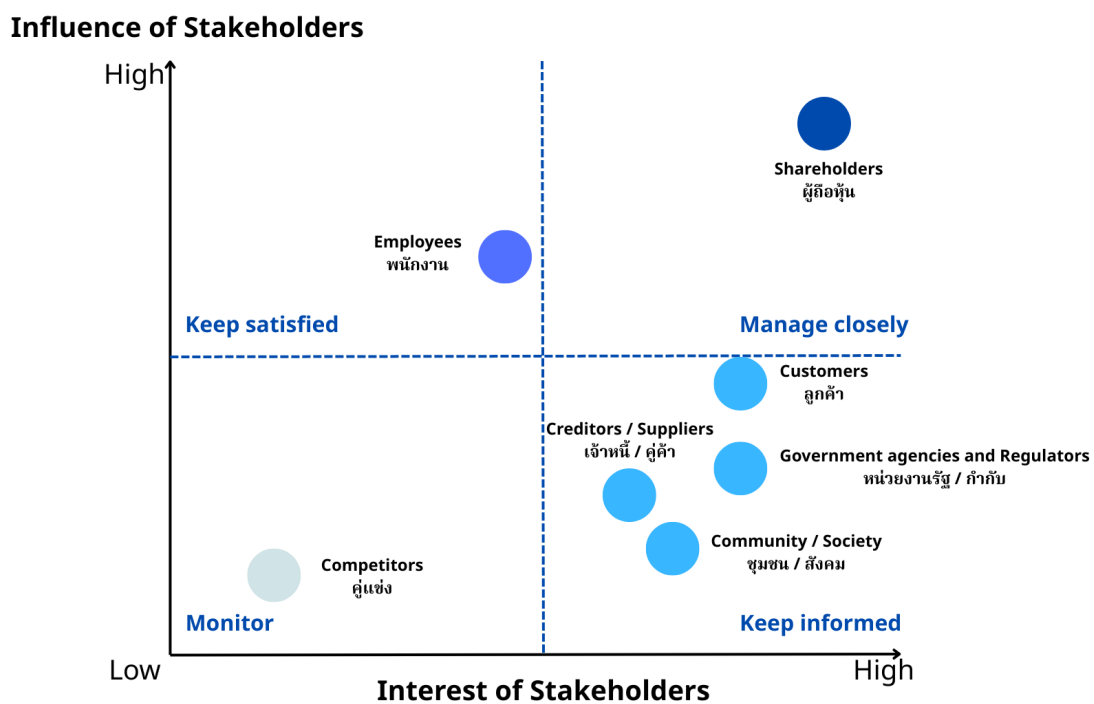 Influence of Stakeholders
High
Shareholders
ผู้ถือหุ้น
Employees
พนักงาน
Keep satisfied
Manage closely
Customers
ลูกค้า
Creditors / Suppliers
เจ้าหนี้ / คู่ค้า
Government agencies and Regulators
หน่วยงานรัฐ / กำกับ
Community / Society
ชุมชน / สังคม
Competitors
คู่แข่ง
Monitor
Keep informed
Low
High
Interest of Stakeholders